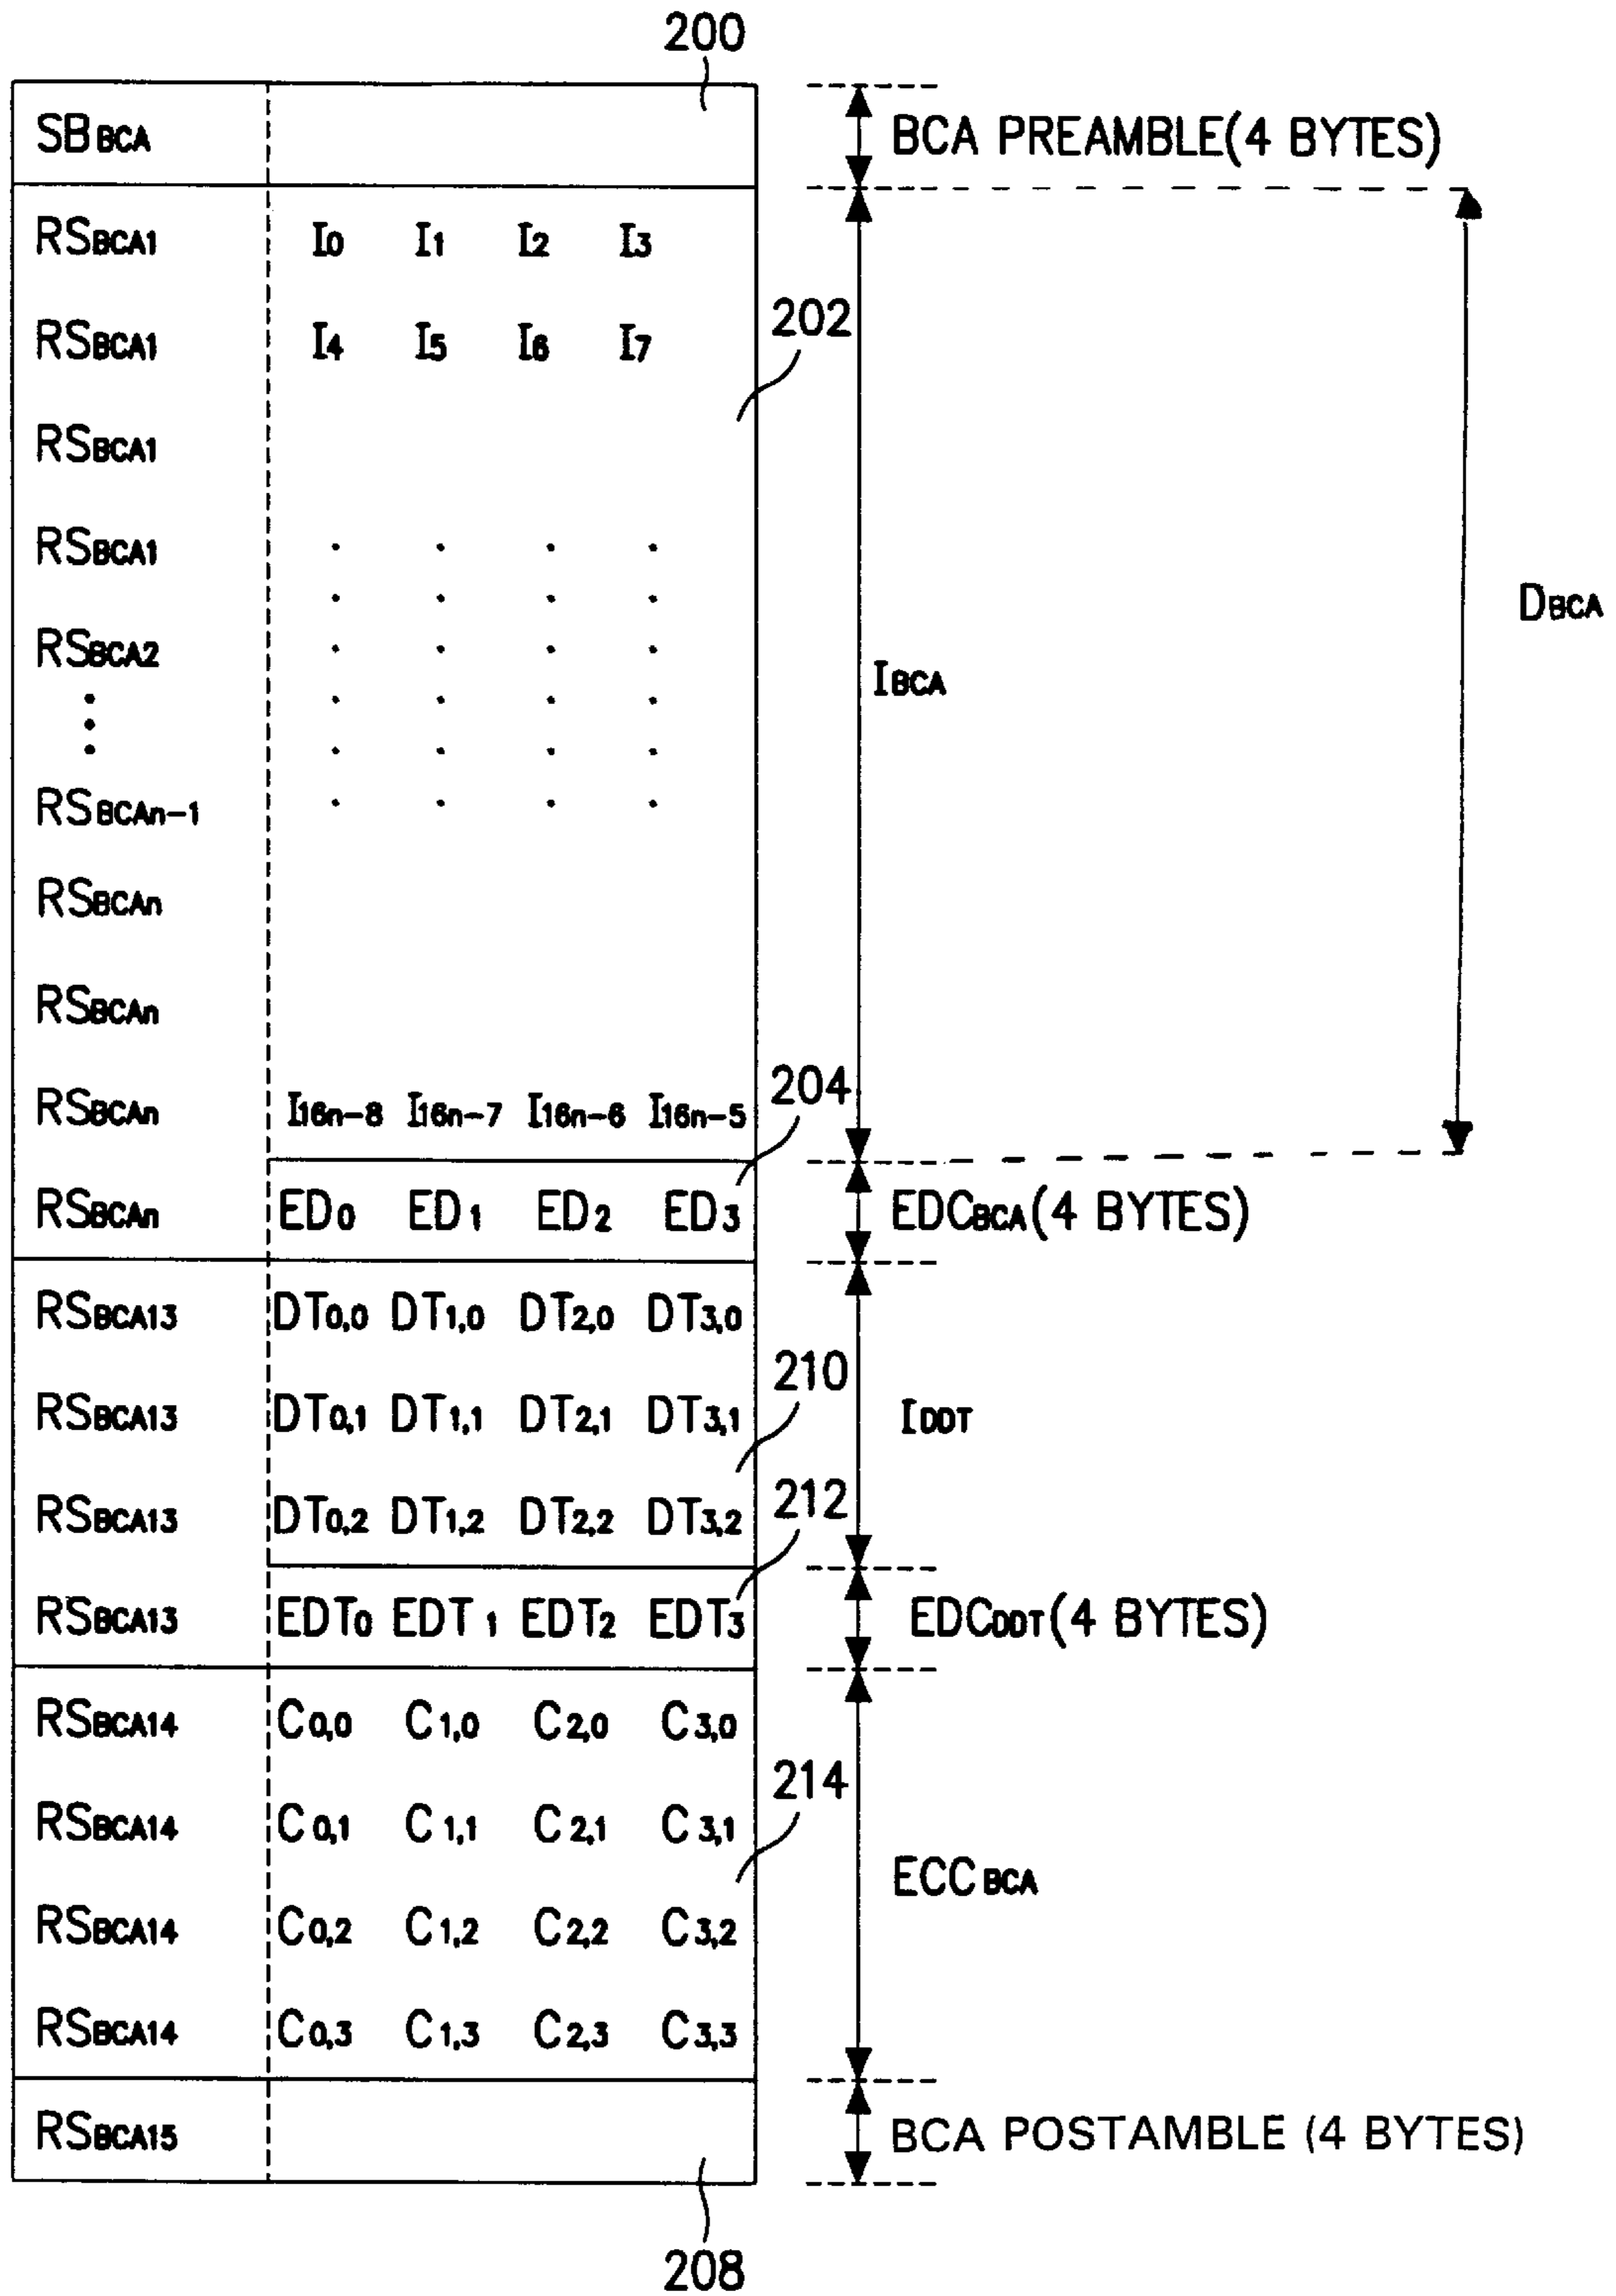 200
SBBCA BCA PREAMBLE(4 BYTES)
RSBCA1 I0 I1 I2 I3
202
RSBCA1 I4 I5 I6 I7
RSBCA1
RSBCA1 . . . .
. . . .
DBCA
RSBCA2 . . . .
IBCA
. . . .
. . . .
RSBCAn-1 . . . .
RSBCAn
RSBCAn
204
RSBCAn I16n-8 I16n-7 I16n-6 I16n-5
RSBCAn ED0 ED1 ED2 ED3 EDCBCA(4 BYTES)
RSBCA13 DT0,0 DT1,0 DT2,0 DT3,0
210
RSBCA13 DT0,1 DT1,1 DT2,1 DT3,1 IDDT
212
RSBCA13 DT0,2 DT1,2 DT2,2 DT3,2
RSBCA13 EDT0 EDT1 EDT2 EDT3 EDCDDT(4 BYTES)
RSBCA14 C0,0 C1,0 C2,0 C3,0
214
RSBCA14 C0,1 C1,1 C2,1 C3,1
ECCBCA
RSBCA14 C0,2 C1,2 C2,2 C3,2
RSBCA14 C0,3 C1,3 C2,3 C3,3
RSBCA15 BCA POSTAMBLE (4 BYTES)
208